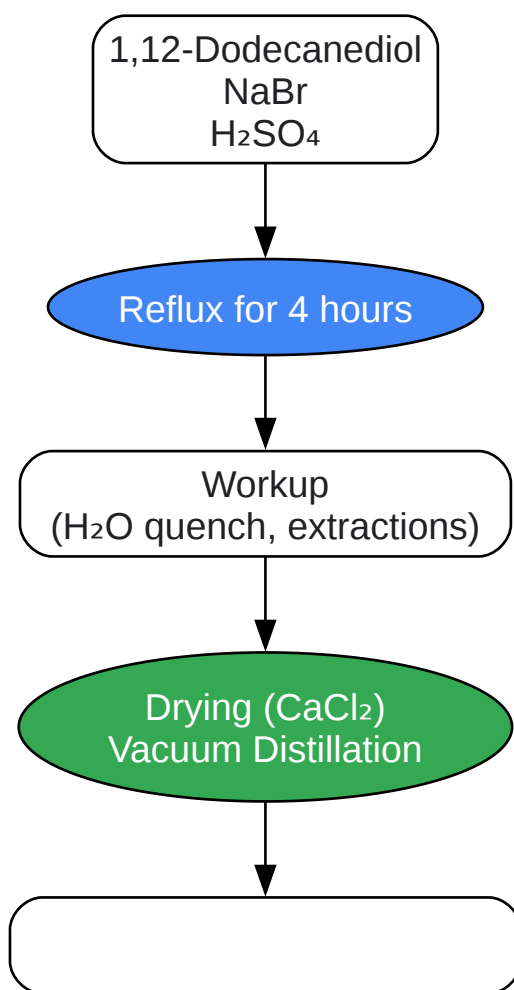 1,12-Dodecanediol
NaBr
H₂SO₄
Reflux for 4 hours
Workup
(H₂O quench, extractions)
Drying (CaCl₂)
Vacuum Distillation